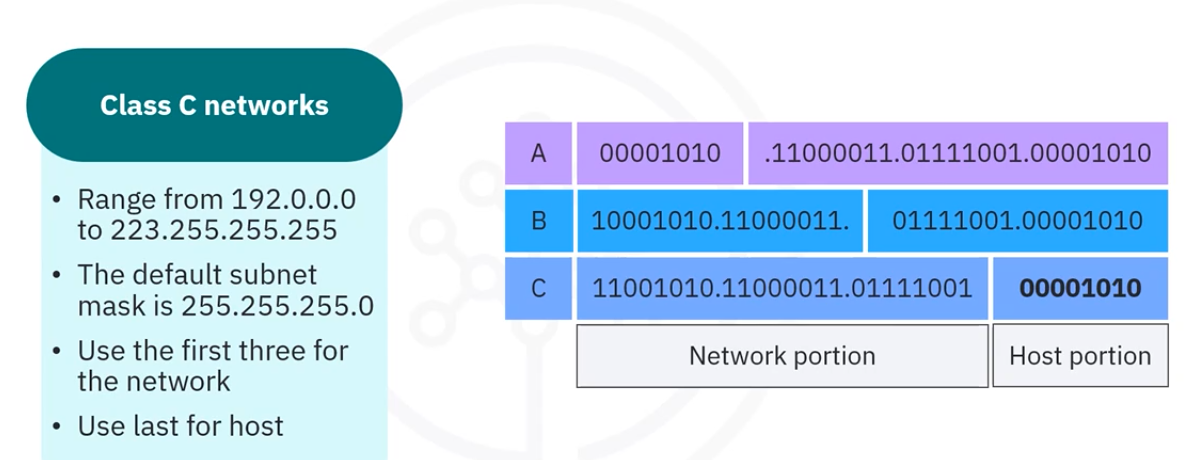 Class C networks
• Range from 192.0.0.0
to 223.255.255.255
• The default subnet
mask is 255.255.255.0
• Use the first three for
the network
• Use last for host
A 00001010 .11000011.01111001.00001010
B 10001010.11000011. 01111001.00001010
C 11001010.11000011.01111001 00001010
Network portion Host portion